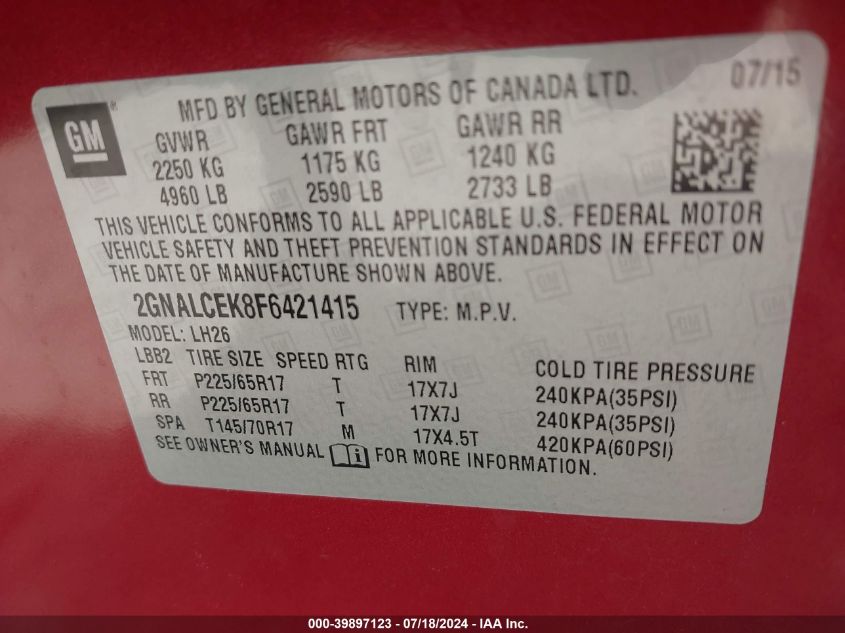 GM ®
MFD BY GENERAL MOTORS OF CANADA LTD. 07/15
GVWR GAWR FRT GAWR RR
2250 KG 1175 KG 1240 KG
4960 LB 2590 LB 2733 LB
THIS VEHICLE CONFORMS TO ALL APPLICABLE U.S. FEDERAL MOTOR
VEHICLE SAFETY AND THEFT PREVENTION STANDARDS IN EFFECT ON
THE DATE OF MANUFACTURE SHOWN ABOVE.
2GNALCEK8F6421415 TYPE: M.P.V.
MODEL: LH26
LBB2 TIRE SIZE SPEED RTG RIM COLD TIRE PRESSURE
FRT P225/65R17 T 17X7J 240KPA(35PSI)
RR P225/65R17 T 17X7J 240KPA(35PSI)
SPA T145/70R17 M 17X4.5T 420KPA(60PSI)
SEE OWNER'S MANUAL i FOR MORE INFORMATION.
000-39897123 - 07/18/2024 - IAA Inc.